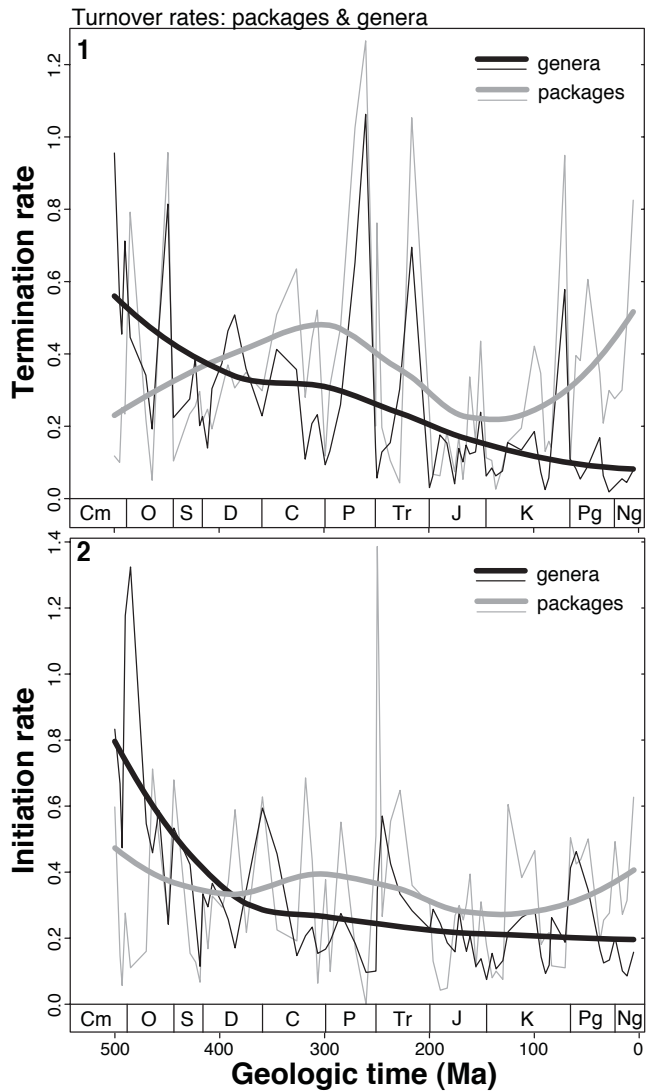 Turnover rates: packages & genera
1
genera
packages
Termination rate
1.2
1.0
0.8
0.6
0.4
0.2
0.0
Cm O S D C P Tr J K Pg Ng
2
genera
packages
Initiation rate
1.4
1.2
1.0
0.8
0.6
0.4
0.2
0.0
Cm O S D C P Tr J K Pg Ng
500 400 300 200 100 0
Geologic time (Ma)